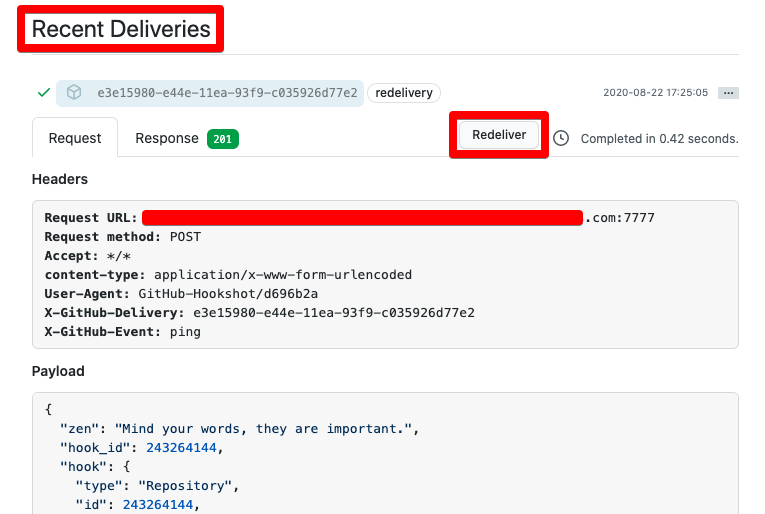 Recent Deliveries
e3e15980-e44e-11ea-93f9-c035926d77e2 redelivery 2020-08-22 17:25:05
Request Response 201 Redeliver Completed in 0.42 seconds.
Headers
Request URL: .com:7777
Request method: POST
Accept: */*
content-type: application/x-www-form-urlencoded
User-Agent: GitHub-Hookshot/d696b2a
X-GitHub-Delivery: e3e15980-e44e-11ea-93f9-c035926d77e2
X-GitHub-Event: ping
Payload
{
"zen": "Mind your words, they are important.",
"hook_id": 243264144,
"hook": {
"type": "Repository",
"id": 243264144,